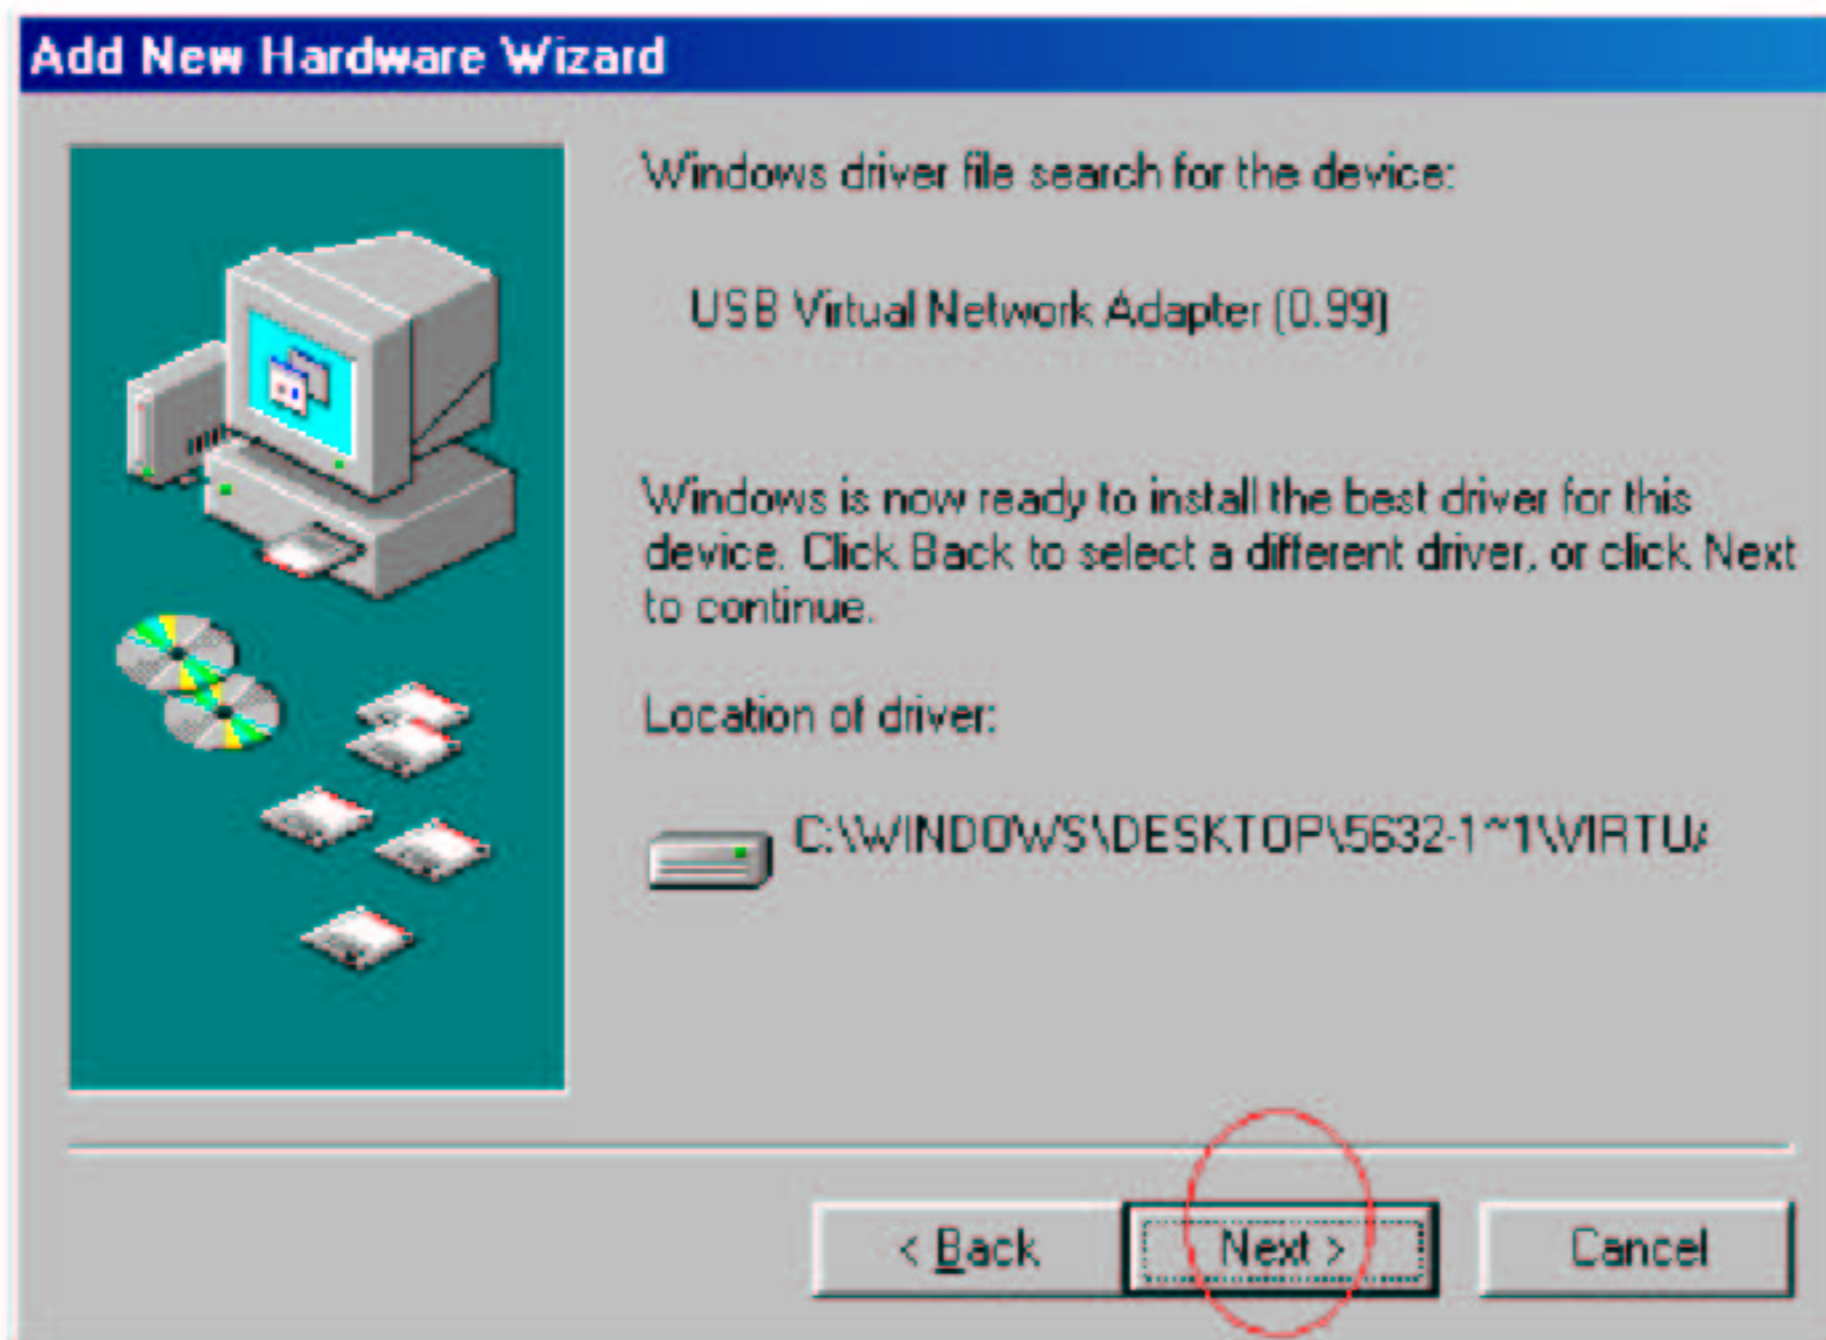 Add New Hardware Wizard
Windows driver file search for the device:
USB Virtual Network Adapter (0.99)
Windows is now ready to install the best driver for this
device. Click Back to select a different driver, or click Next
to continue.
Location of driver:
C:\WINDOWS\DESKTOP\5632-1~1\VIRTUA
< Back
Next >
Cancel